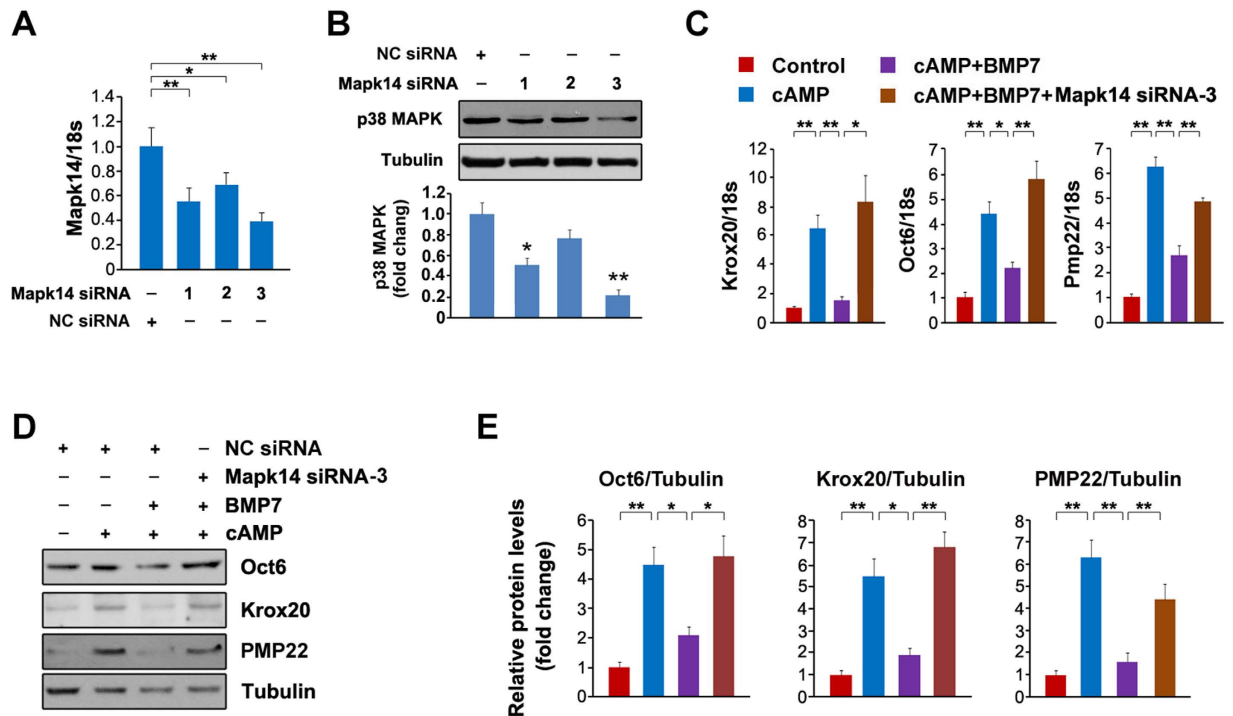 A
** 
*
**
Mapk14/18s
1.4
1.2
1.0
0.8
0.6
0.4
0.2
0
Mapk14 siRNA – 1 2 3
NC siRNA + – – –
B
NC siRNA + – – –
Mapk14 siRNA – 1 2 3
p38 MAPK
Tubulin
p38 MAPK
(fold chang)
1.2
1.0
0.8
0.6
0.4
0.2
0
*
**
C
Control
cAMP
cAMP+BMP7
cAMP+BMP7+Mapk14 siRNA-3
** ** *
Krox20/18s
12
10
8
6
4
2
0
** * **
Oct6/18s
7
6
5
4
3
2
1
0
** ** **
Pmp22/18s
7
6
5
4
3
2
1
0
D
+ + + – NC siRNA
– – – + Mapk14 siRNA-3
– – + + BMP7
– + + + cAMP
Oct6
Krox20
PMP22
Tubulin
E
Relative protein levels
(fold change)
Oct6/Tubulin
** * *
6
5
4
3
2
1
0
Krox20/Tubulin
** * **
8
7
6
5
4
3
2
1
0
PMP22/Tubulin
** ** **
8
7
6
5
4
3
2
1
0